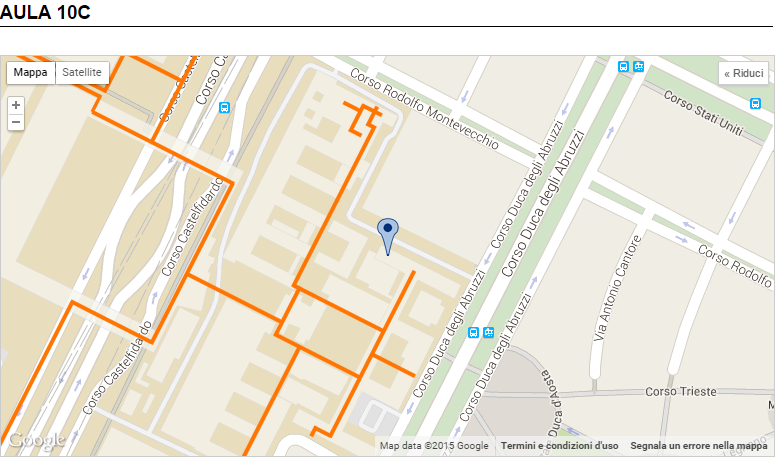 AULA 10C
Mappa
Satellite
« Riduci
+
−
Corso Castelfidardo
Corso Rodolfo Montevecchio
Corso Stati Uniti
Corso Duca degli Abruzzi
Corso Duca degli Abruzzi
Corso Castelfidardo
Corso Rodolfo
Via Antonio Cantore
Corso Duca degli Abruzzi
Corso Duca degli Abruzzi
Corso Castelfidardo
Corso Trieste
Duca d'Aosta
M
Google
Map data ©2015 Google
Termini e condizioni d'uso
Segnala un errore nella mappa